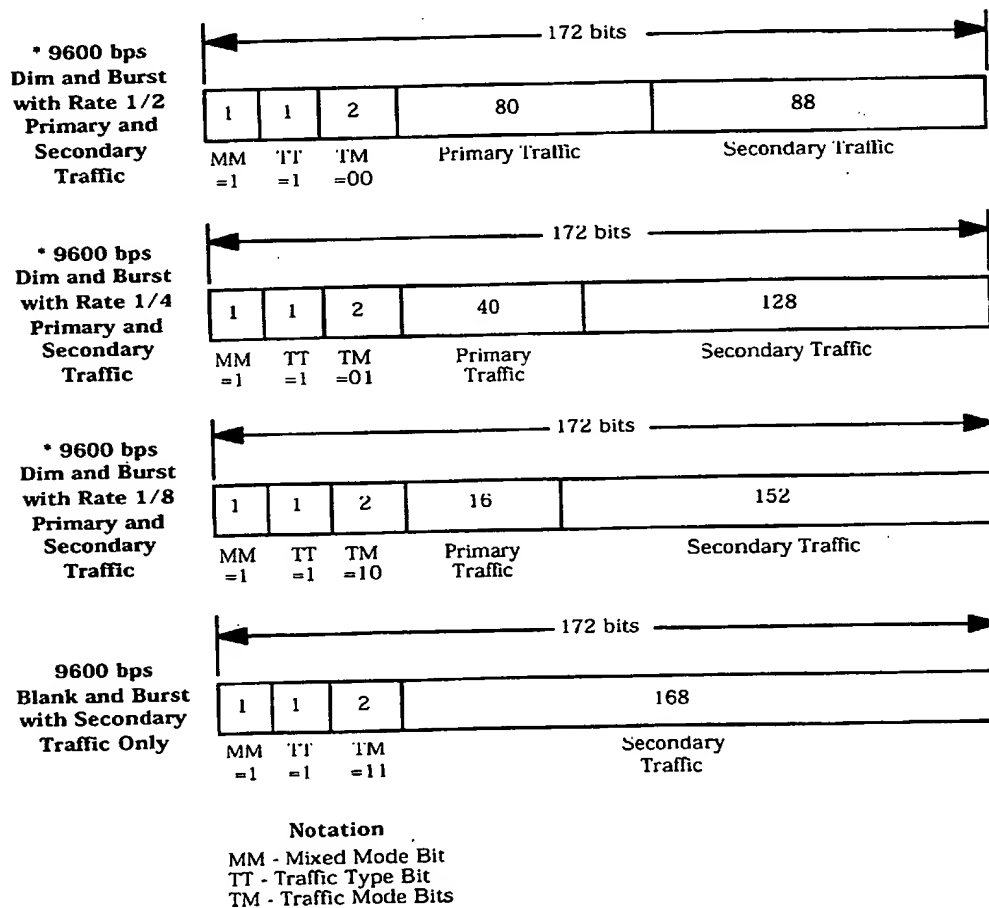 * 9600 bps
Dim and Burst
with Rate 1/2
Primary and
Secondary
Traffic
172 bits
1 1 2 80 88
MM TT TM Primary Traffic Secondary Traffic
=1 =1 =00
* 9600 bps
Dim and Burst
with Rate 1/4
Primary and
Secondary
Traffic
172 bits
1 1 2 40 128
MM TT TM Primary Secondary Traffic
=1 =1 =01 Traffic
* 9600 bps
Dim and Burst
with Rate 1/8
Primary and
Secondary
Traffic
172 bits
1 1 2 16 152
MM TT TM Primary Secondary Traffic
=1 =1 =10 Traffic
9600 bps
Blank and Burst
with Secondary
Traffic Only
172 bits
1 1 2 168
MM TT TM Secondary
=1 =1 =11 Traffic
Notation
MM - Mixed Mode Bit
TT - Traffic Type Bit
TM - Traffic Mode Bits